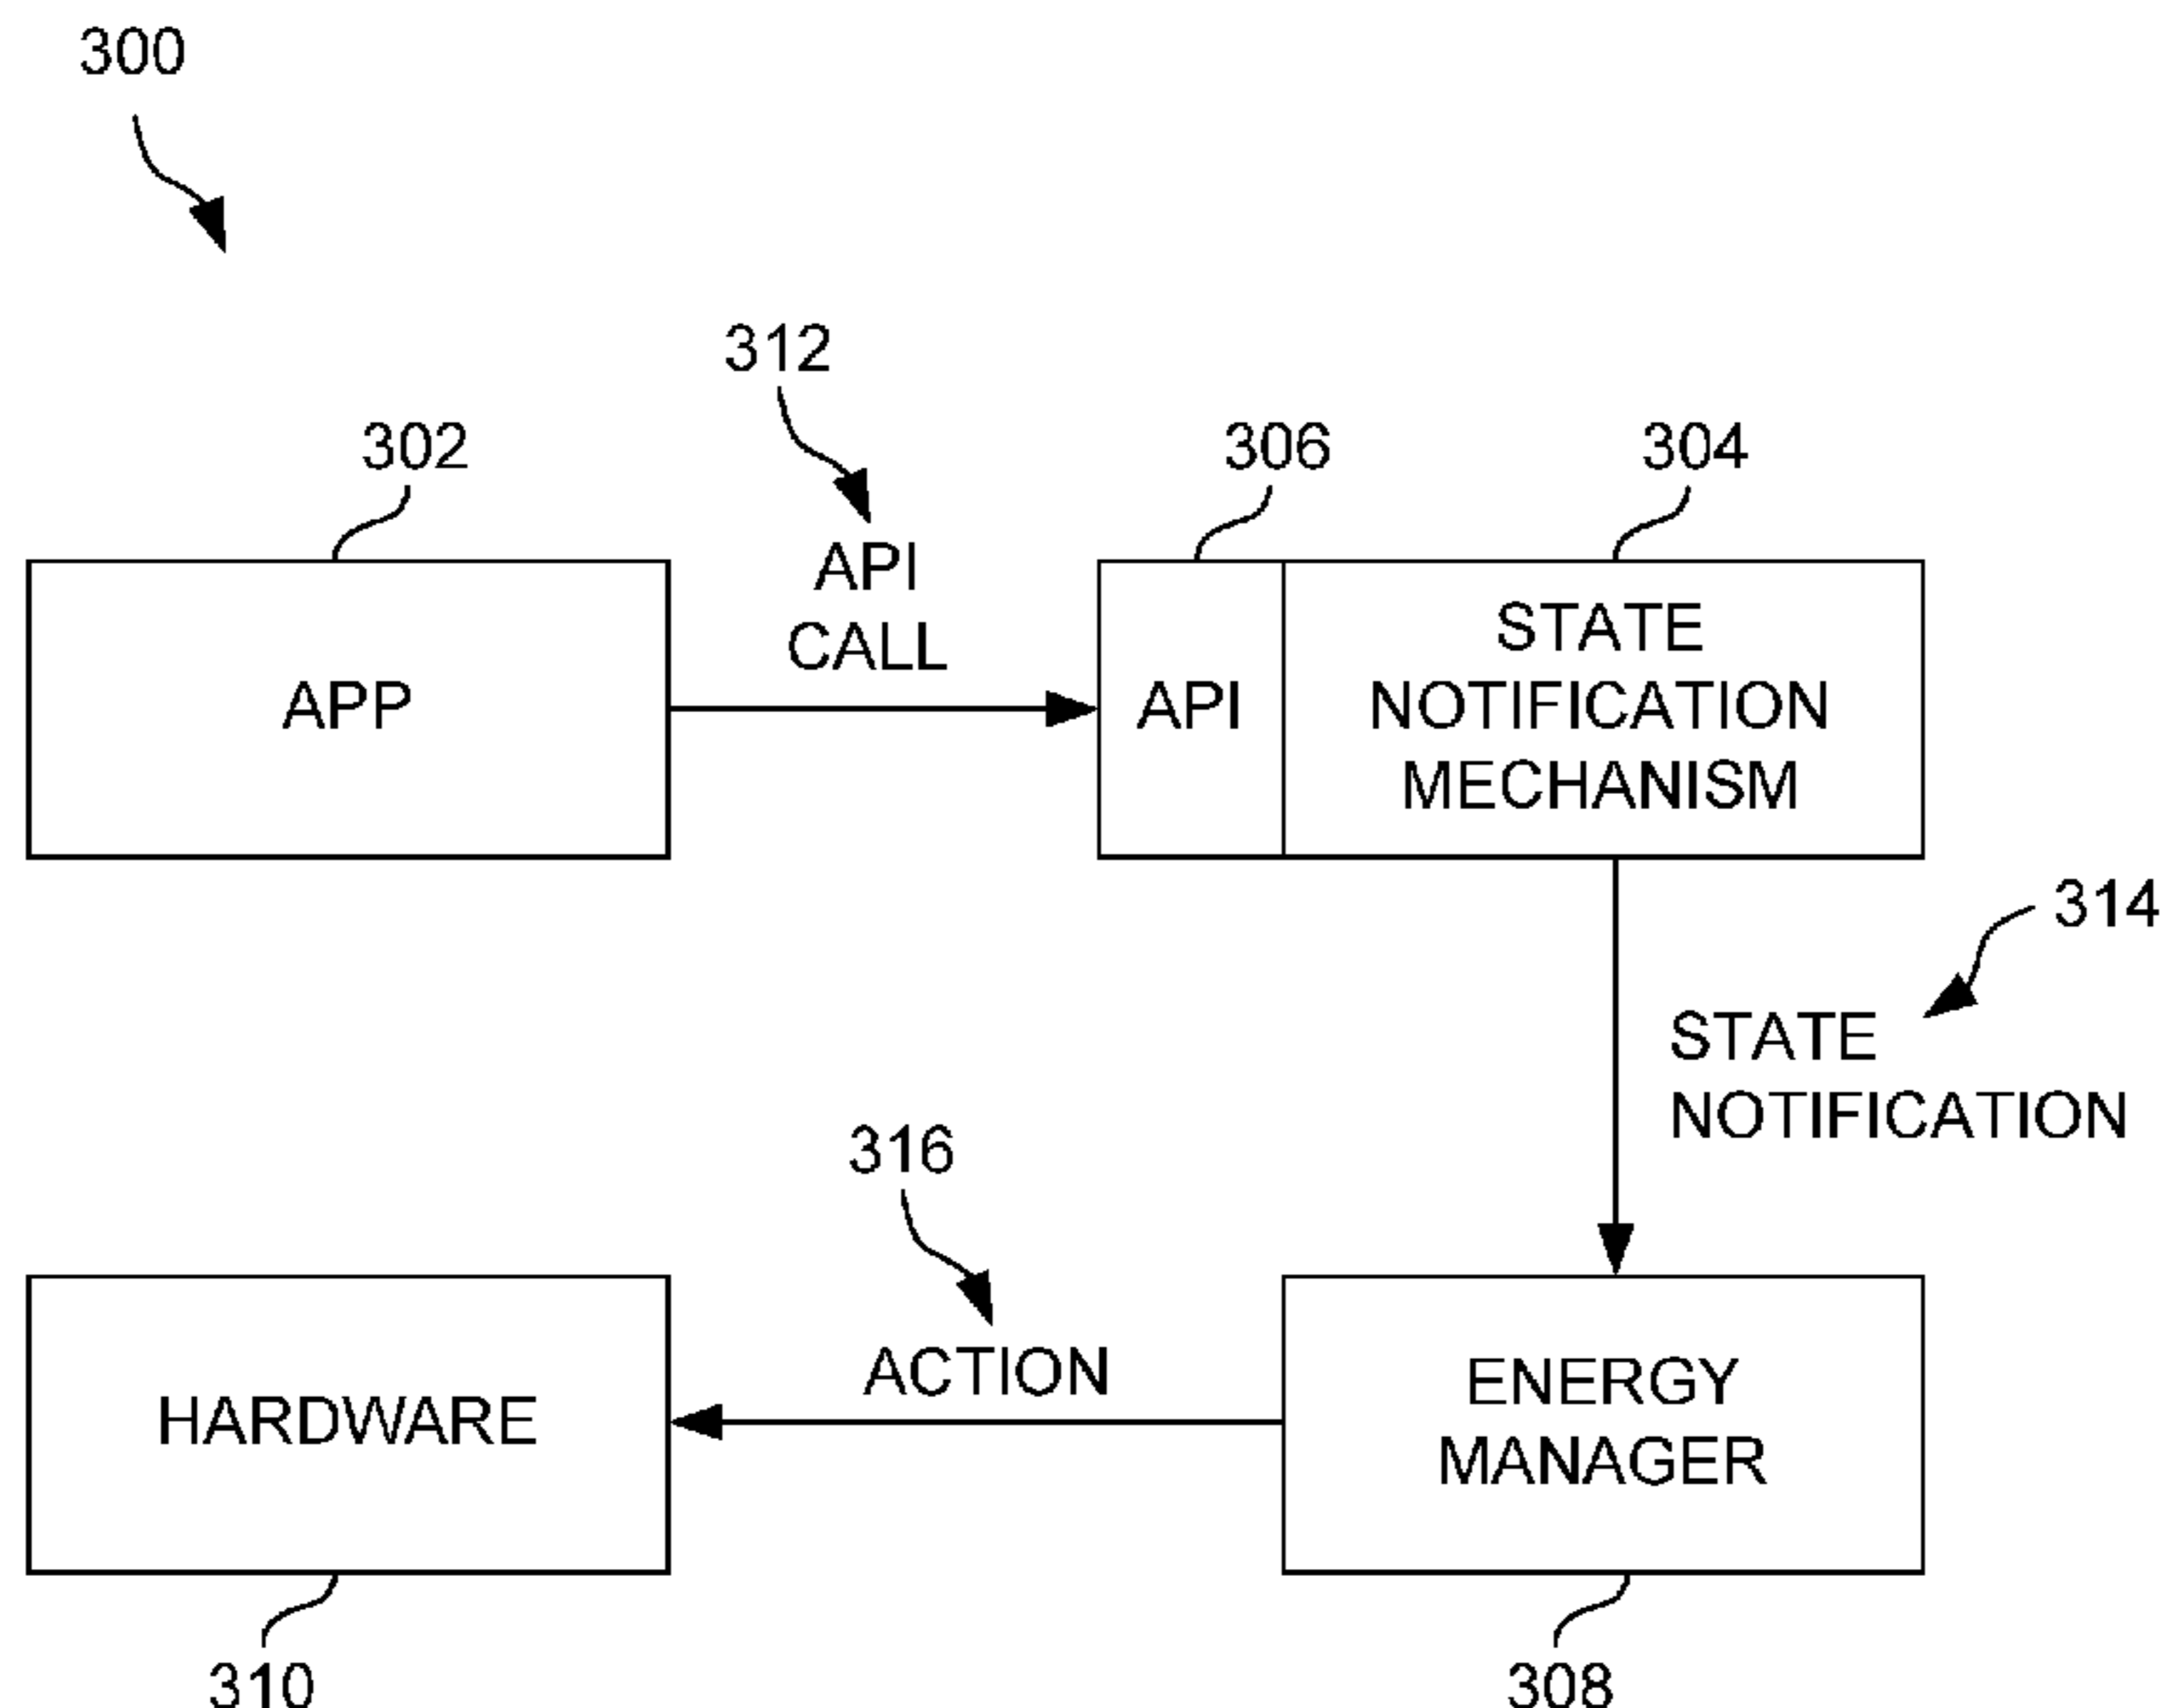 300
312
302
306
304
API
CALL
APP
API
STATE
NOTIFICATION
MECHANISM
314
STATE
NOTIFICATION
316
ACTION
HARDWARE
ENERGY
MANAGER
310
308